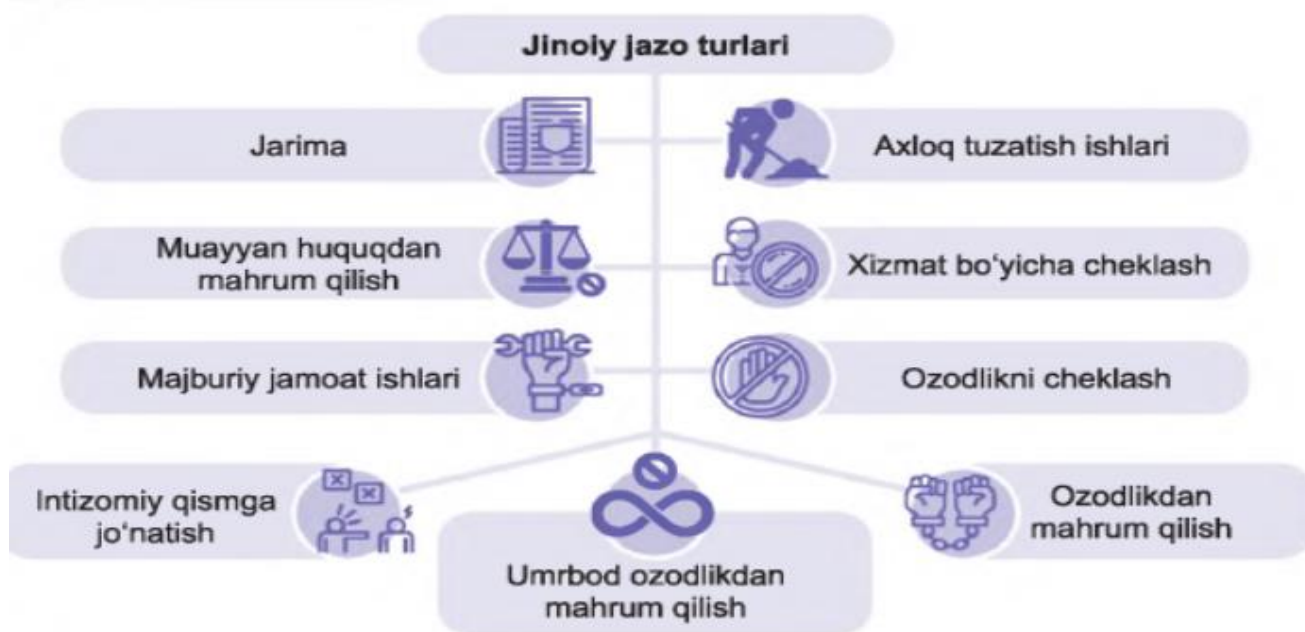 Jinoiy jazo turlari
Jarima
Axloq tuzatish ishlari
Muayyan huquqdan
mahrum qilish
Xizmat bo‘yicha cheklash
Majburiy jamoat ishlari
Ozodlikni cheklash
Intizomiy qismga
jo‘natish
Umrbod ozodlikdan
mahrum qilish
Ozodlikdan
mahrum qilish